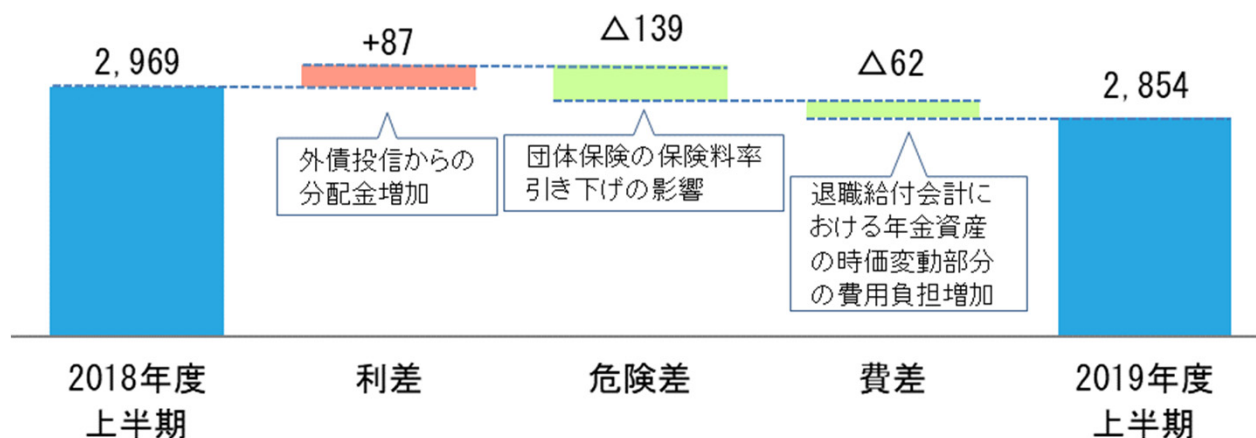 2,969
+87
△139
△62
2,854
外債投信からの
分配金増加
団体保険の保険料率
引き下げの影響
退職給付会計に
おける年金資産
の時価変動部分
の費用負担増加
2018年度
上半期
利差
危険差
費差
2019年度
上半期